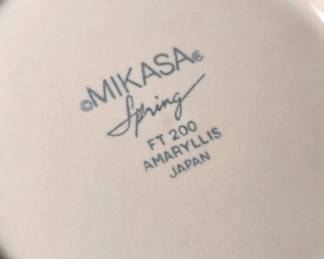 ©MIKASA®
Spring
FT 200
AMARYLLIS
JAPAN